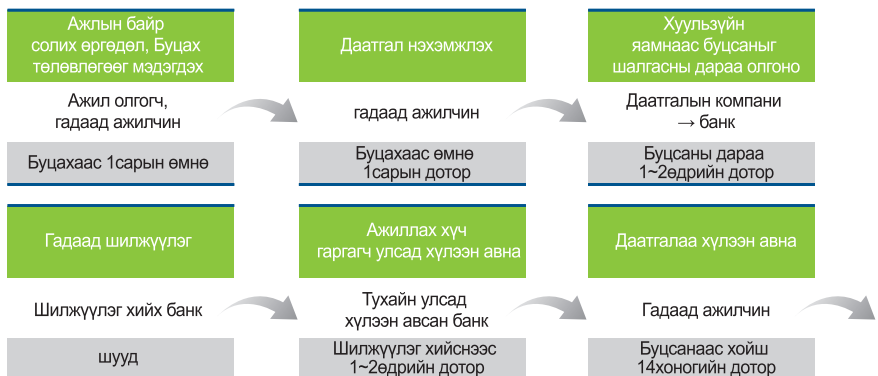 Ажлын байр
солих өргөдөл, Буцах
төлөвлөгөөг мэдэгдэх
Ажил олгогч,
гадаад ажилчин
Буцахаас 1сарын өмнө
Даатгал нэхэмжлэх
гадаад ажилчин
Буцахаас өмнө
1сарын дотор
Хуульзүйн
яамнаас буцсаныг
шалгасны дараа олгоно
Даатгалын компани
→ банк
Буцсаны дараа
1~2өдрийн дотор
Гадаад шилжүүлэг
Шилжүүлэг хийх банк
шууд
Ажиллах хүч
гаргагч улсад хүлээн авна
Тухайн улсад
хүлээн авсан банк
Шилжүүлэг хийснээс
1~2өдрийн дотор
Даатгалаа хүлээн авна
Гадаад ажилчин
Буцсанаас хойш
14хоногийн дотор